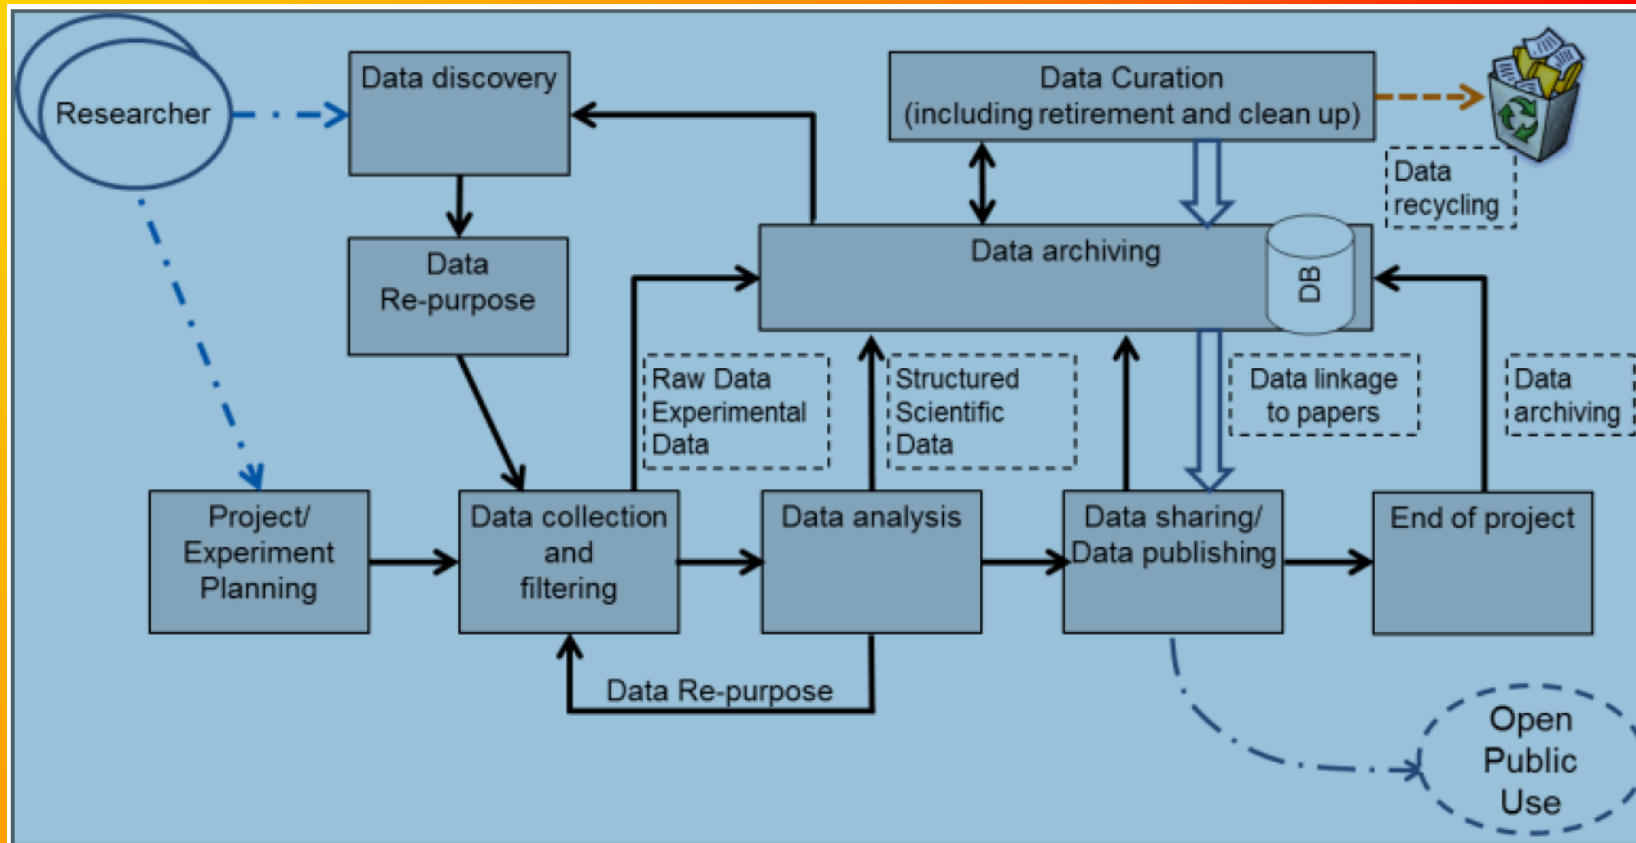 Researcher
Data discovery
Data Curation
(including retirement and clean up)
Data
recycling
Data
Re-purpose
Data archiving
DB
Raw Data
Experimental
Data
Structured
Scientific
Data
Data linkage
to papers
Data
archiving
Project/
Experiment
Planning
Data collection
and
filtering
Data analysis
Data sharing/
Data publishing
End of project
Data Re-purpose
Open
Public
Use